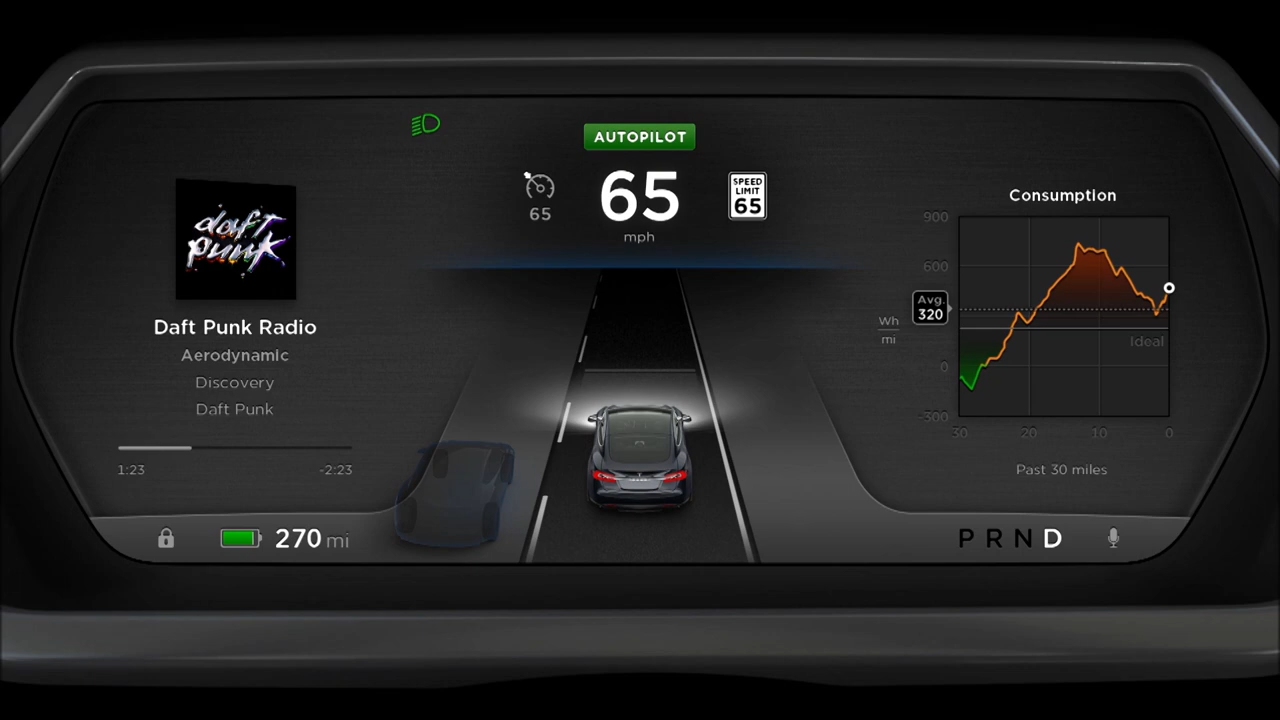 AUTOPILOT
65
65
mph
SPEED
LIMIT
65
daft
punk
Daft Punk Radio
Aerodynamic
Discovery
Daft Punk
1:23
-2:23
270 mi
Consumption
900
600
Avg.
320
Wh
mi
Ideal
0
-300
30
20
10
0
Past 30 miles
P R N D